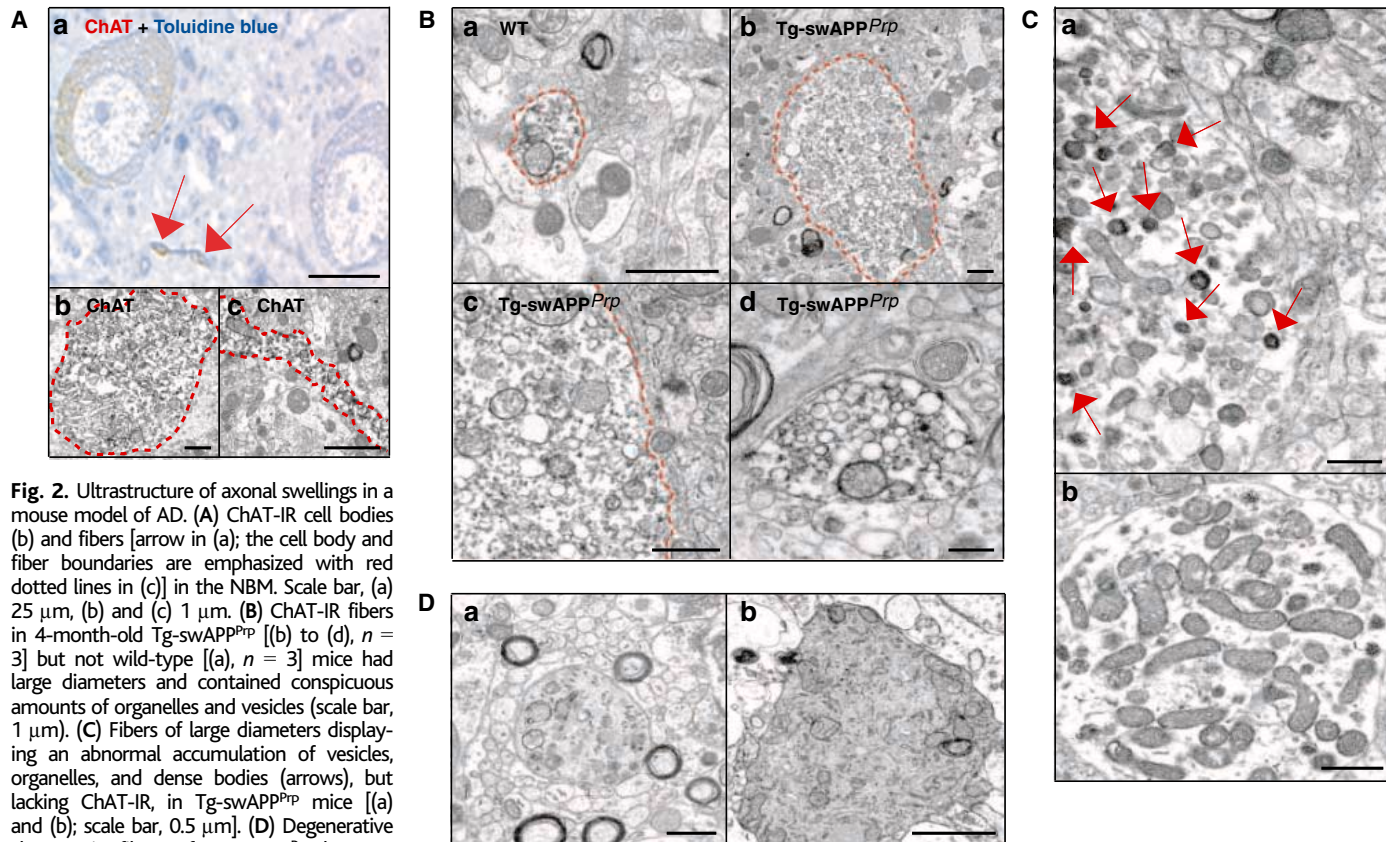 A
a ChAT + Toluidine blue
b ChAT
c ChAT
B
a WT
b Tg-swAPPPrp
c Tg-swAPPPrp
d Tg-swAPPPrp
C
a
b
D
a
b
Fig. 2. Ultrastructure of axonal swellings in a
mouse model of AD. (A) ChAT-IR cell bodies
(b) and fibers [arrow in (a); the cell body and
fiber boundaries are emphasized with red
dotted lines in (c)] in the NBM. Scale bar, (a)
25 μm, (b) and (c) 1 μm. (B) ChAT-IR fibers
in 4-month-old Tg-swAPPPrp [(b) to (d), n =
3] but not wild-type [(a), n = 3] mice had
large diameters and contained conspicuous
amounts of organelles and vesicles (scale bar,
1 μm). (C) Fibers of large diameters display-
ing an abnormal accumulation of vesicles,
organelles, and dense bodies (arrows), but
lacking ChAT-IR, in Tg-swAPPPrp mice [(a)
and (b); scale bar, 0.5 μm]. (D) Degenerative